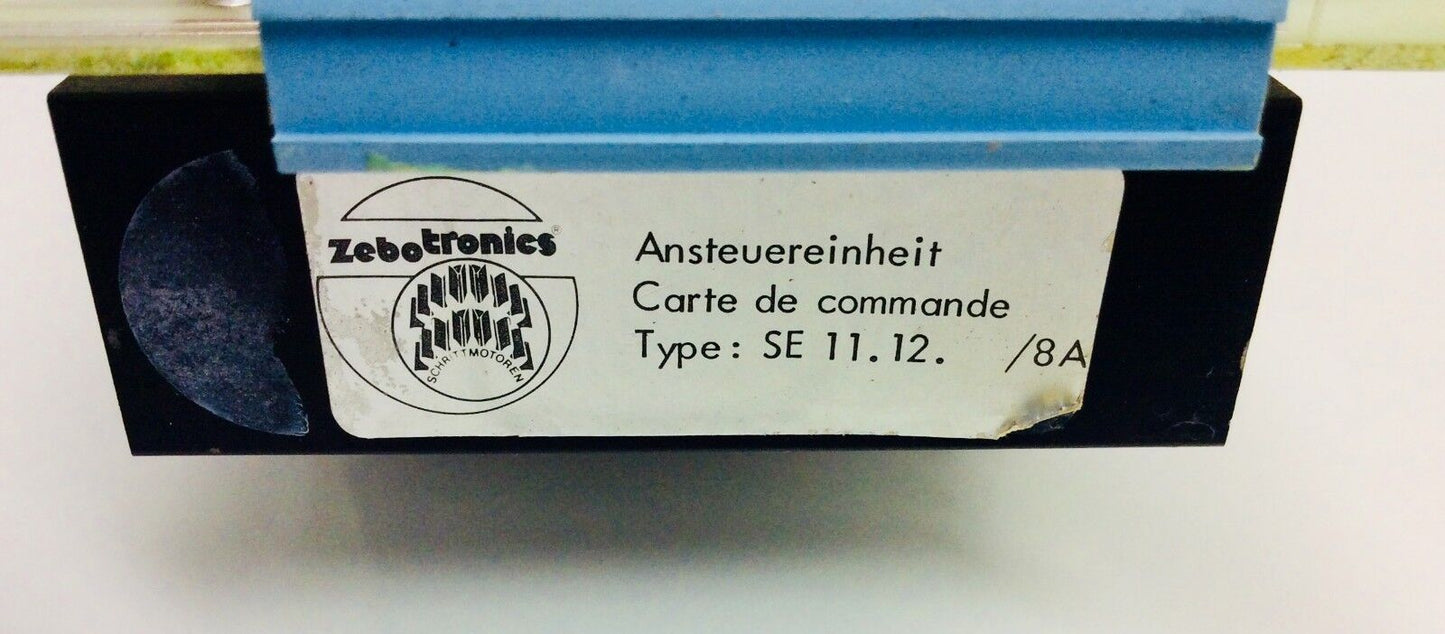 Zebotronics®
SCHRITTMOTOREN
Ansteuereinheit
Carte de commande
Type: SE 11.12. /8A